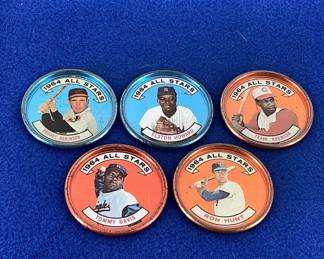 1964 ALL STARS
BROOKS ROBINSON
1964 ALL STARS
ELSTON HOWARD
1964 ALL STARS
FRANK ROBINSON
1964 ALL STARS
TOMMY DAVIS
1964 ALL STARS
RON HUNT